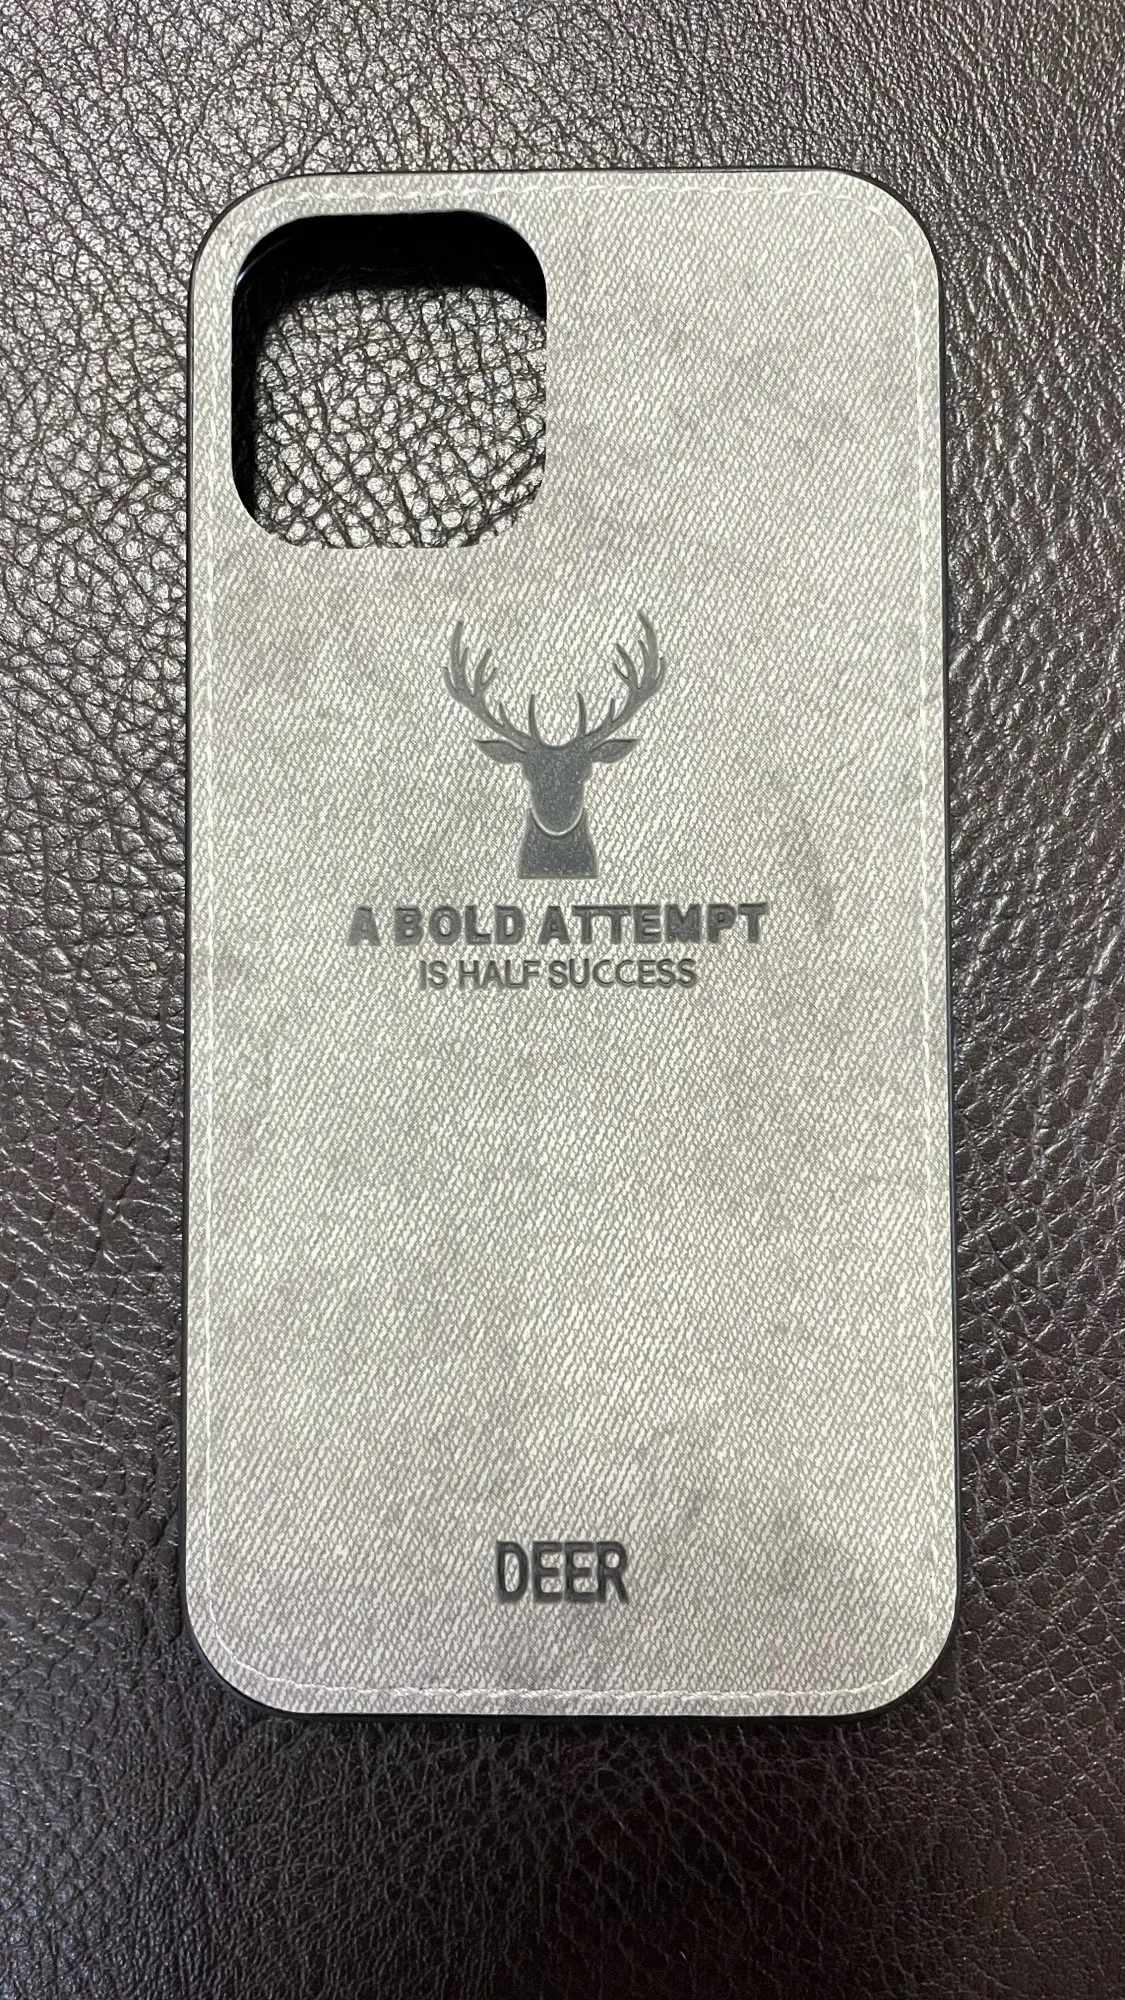 A BOLD ATTEMPT
IS HALF SUCCESS
DEER